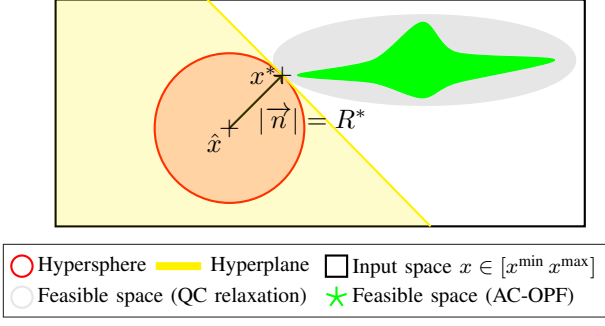 x*
x̂
|n⃗| = R*
Hypersphere Hyperplane Input space x ∈ [x^min x^max]
Feasible space (QC relaxation) Feasible space (AC-OPF)